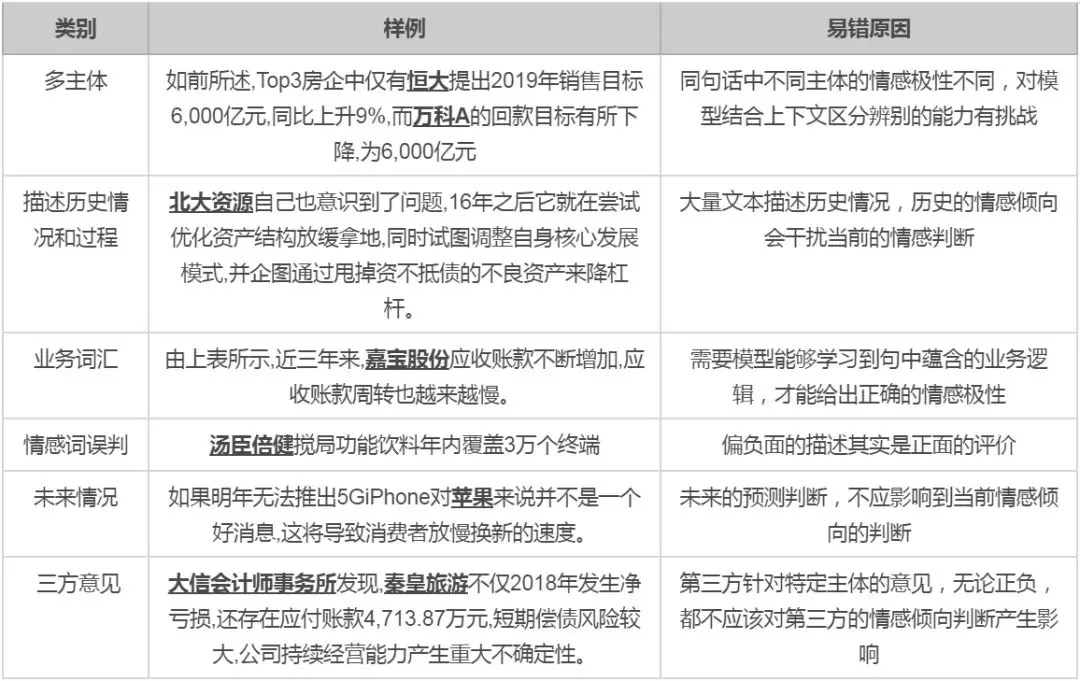 类别
样例
易错原因
多主体
如前所述,Top3房企中仅有恒大提出2019年销售目标
6,000亿元,同比上升9%,而万科A的回款目标有所下
降,为6,000亿元
同句话中不同主体的情感极性不同，对模
型结合上下文区分辨别的能力有挑战
描述历史情
况和过程
北大资源自己也意识到了问题,16年之后它就在尝试
优化资产结构放缓拿地,同时试图调整自身核心发展
模式,并企图通过甩掉资不抵债的不良资产来降杠
杆。
大量文本描述历史情况，历史的情感倾向
会干扰当前的情感判断
业务词汇
由上表所示,近三年来,嘉宝股份应收账款不断增加,应
收账款周转也越来越慢。
需要模型能够学习到句中蕴含的业务逻
辑，才能给出正确的情感极性
情感词误判
汤臣倍健搅局功能饮料年内覆盖3万个终端
偏负面的描述其实是正面的评价
未来情况
如果明年无法推出5GiPhone对苹果来说并不是一个
好消息,这将导致消费者放慢换新的速度。
未来的预测判断，不应影响到当前情感倾
向的判断
三方意见
大信会计师事务所发现,秦皇旅游不仅2018年发生净
亏损,还存在应付账款4,713.87万元,短期偿债风险较
大,公司持续经营能力产生重大不确定性。
第三方针对特定主体的意见，无论正负，
都不应该对第三方的情感倾向判断产生影
响